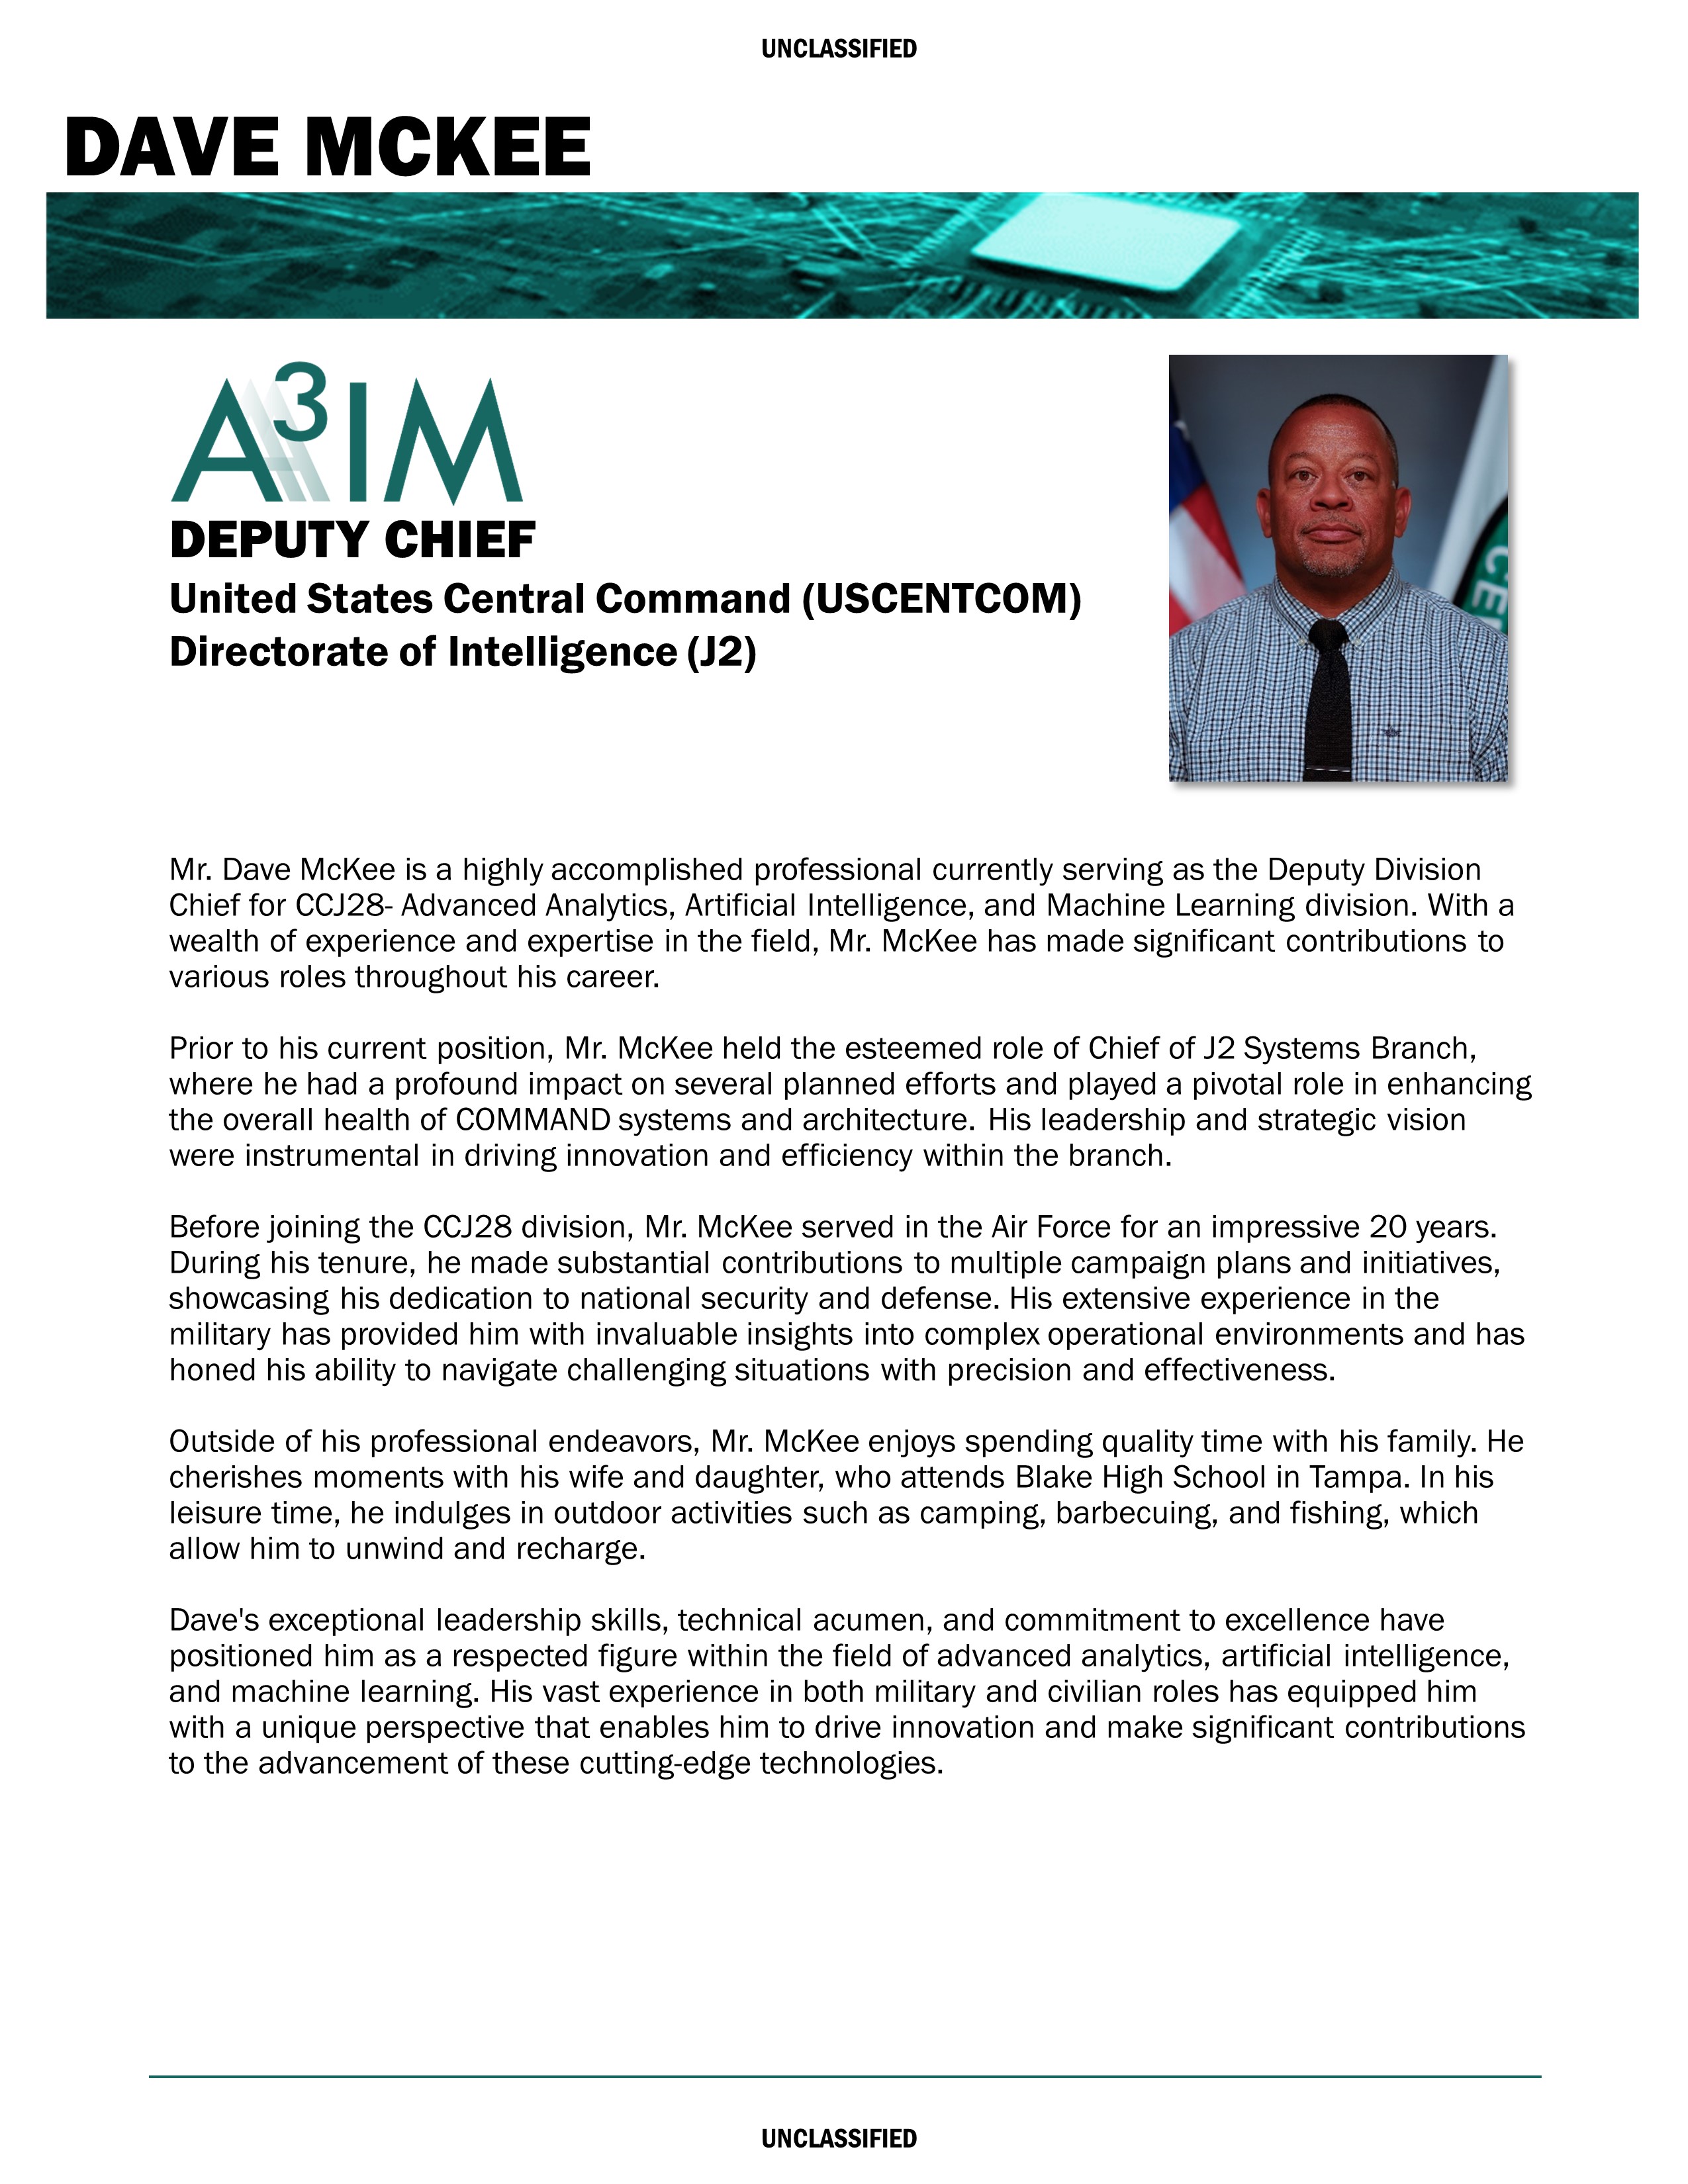 UNCLASSIFIED
DAVE MCKEE
A3IM
DEPUTY CHIEF
United States Central Command (USCENTCOM)
Directorate of Intelligence (J2)
CE
Mr. Dave McKee is a highly accomplished professional currently serving as the Deputy Division
Chief for CCJ28- Advanced Analytics, Artificial Intelligence, and Machine Learning division. With a
wealth of experience and expertise in the field, Mr. McKee has made significant contributions to
various roles throughout his career.
Prior to his current position, Mr. McKee held the esteemed role of Chief of J2 Systems Branch,
where he had a profound impact on several planned efforts and played a pivotal role in enhancing
the overall health of COMMAND systems and architecture. His leadership and strategic vision
were instrumental in driving innovation and efficiency within the branch.
Before joining the CCJ28 division, Mr. McKee served in the Air Force for an impressive 20 years.
During his tenure, he made substantial contributions to multiple campaign plans and initiatives,
showcasing his dedication to national security and defense. His extensive experience in the
military has provided him with invaluable insights into complex operational environments and has
honed his ability to navigate challenging situations with precision and effectiveness.
Outside of his professional endeavors, Mr. McKee enjoys spending quality time with his family. He
cherishes moments with his wife and daughter, who attends Blake High School in Tampa. In his
leisure time, he indulges in outdoor activities such as camping, barbecuing, and fishing, which
allow him to unwind and recharge.
Dave's exceptional leadership skills, technical acumen, and commitment to excellence have
positioned him as a respected figure within the field of advanced analytics, artificial intelligence,
and machine learning. His vast experience in both military and civilian roles has equipped him
with a unique perspective that enables him to drive innovation and make significant contributions
to the advancement of these cutting-edge technologies.
UNCLASSIFIED